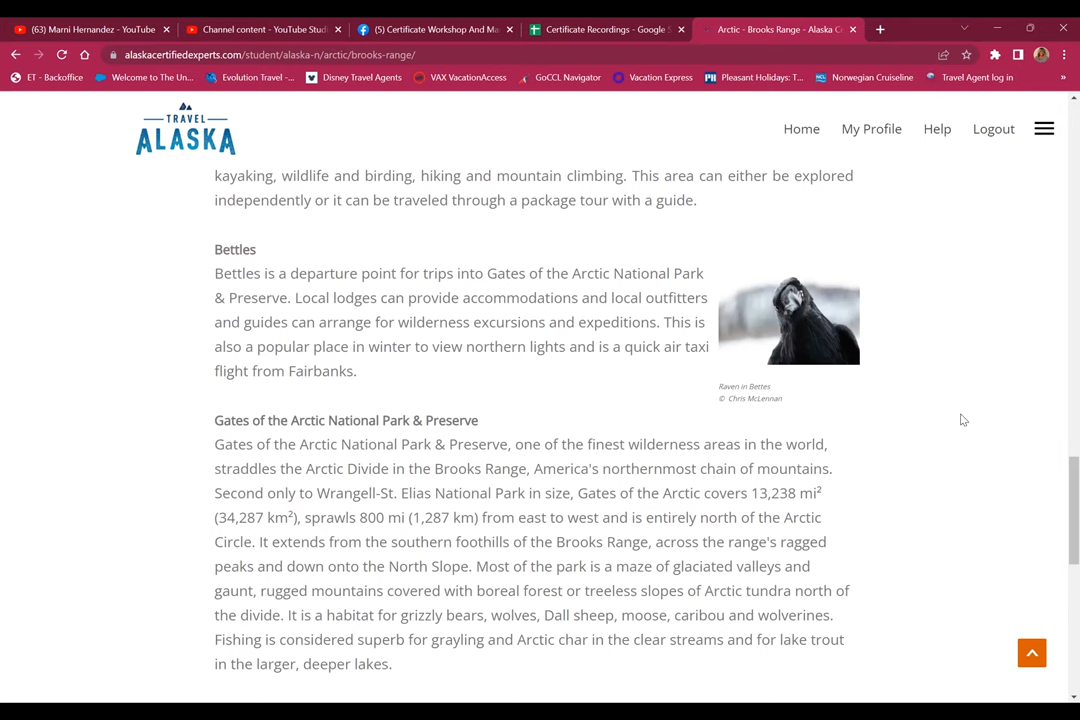 (63) Marni Hernandez - YouTube
Channel content - YouTube Studi
(5) Certificate Workshop And Ma
Certificate Recordings - Google S
Arctic - Brooks Range - Alaska C
alaskacertifiedexperts.com/student/alaska-n/arctic/brooks-range/
ET - Backoffice
Welcome to The Un...
Evolution Travel -...
Disney Travel Agents
VAX VacationAccess
GoCCL Navigator
Vacation Express
Pleasant Holidays: T...
Norwegian Cruiseline
Travel Agent log in
TRAVEL
ALASKA
Home
My Profile
Help
Logout
kayaking, wildlife and birding, hiking and mountain climbing. This area can either be explored
independently or it can be traveled through a package tour with a guide.
Bettles
Bettles is a departure point for trips into Gates of the Arctic National Park
& Preserve. Local lodges can provide accommodations and local outfitters
and guides can arrange for wilderness excursions and expeditions. This is
also a popular place in winter to view northern lights and is a quick air taxi
flight from Fairbanks.
Raven in Bettes
© Chris McLennan
Gates of the Arctic National Park & Preserve
Gates of the Arctic National Park & Preserve, one of the finest wilderness areas in the world,
straddles the Arctic Divide in the Brooks Range, America's northernmost chain of mountains.
Second only to Wrangell-St. Elias National Park in size, Gates of the Arctic covers 13,238 mi²
(34,287 km²), sprawls 800 mi (1,287 km) from east to west and is entirely north of the Arctic
Circle. It extends from the southern foothills of the Brooks Range, across the range's ragged
peaks and down onto the North Slope. Most of the park is a maze of glaciated valleys and
gaunt, rugged mountains covered with boreal forest or treeless slopes of Arctic tundra north of
the divide. It is a habitat for grizzly bears, wolves, Dall sheep, moose, caribou and wolverines.
Fishing is considered superb for grayling and Arctic char in the clear streams and for lake trout
in the larger, deeper lakes.